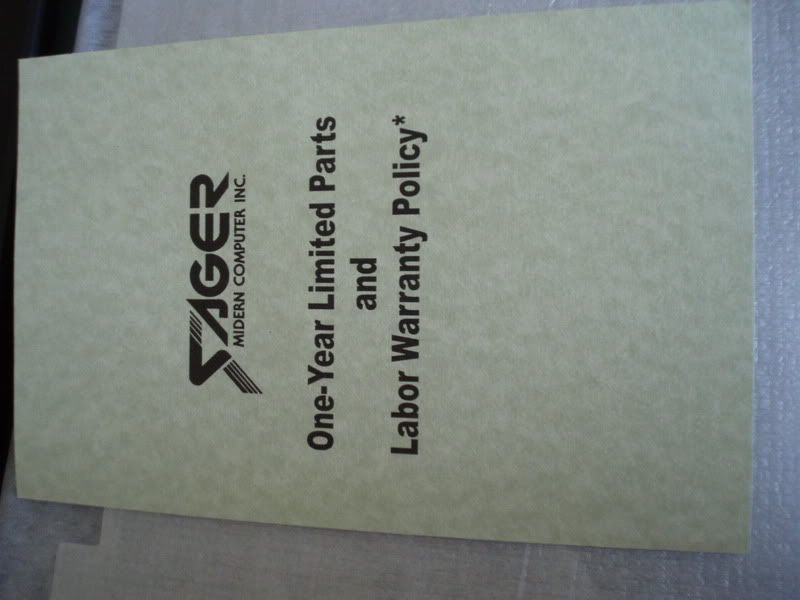 SAGER
MIDERN COMPUTER INC.
One-Year Limited Parts
and
Labor Warranty Policy*